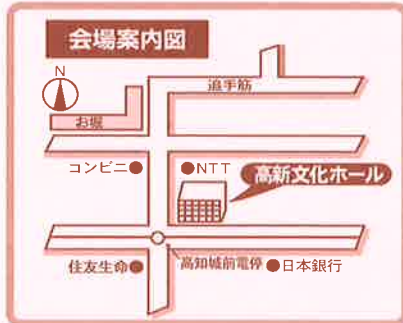 会場案内図
N
追手筋
お堀
コンビニ●
●NTT
高新文化ホール
住友生命●
高知城前電停
●日本銀行